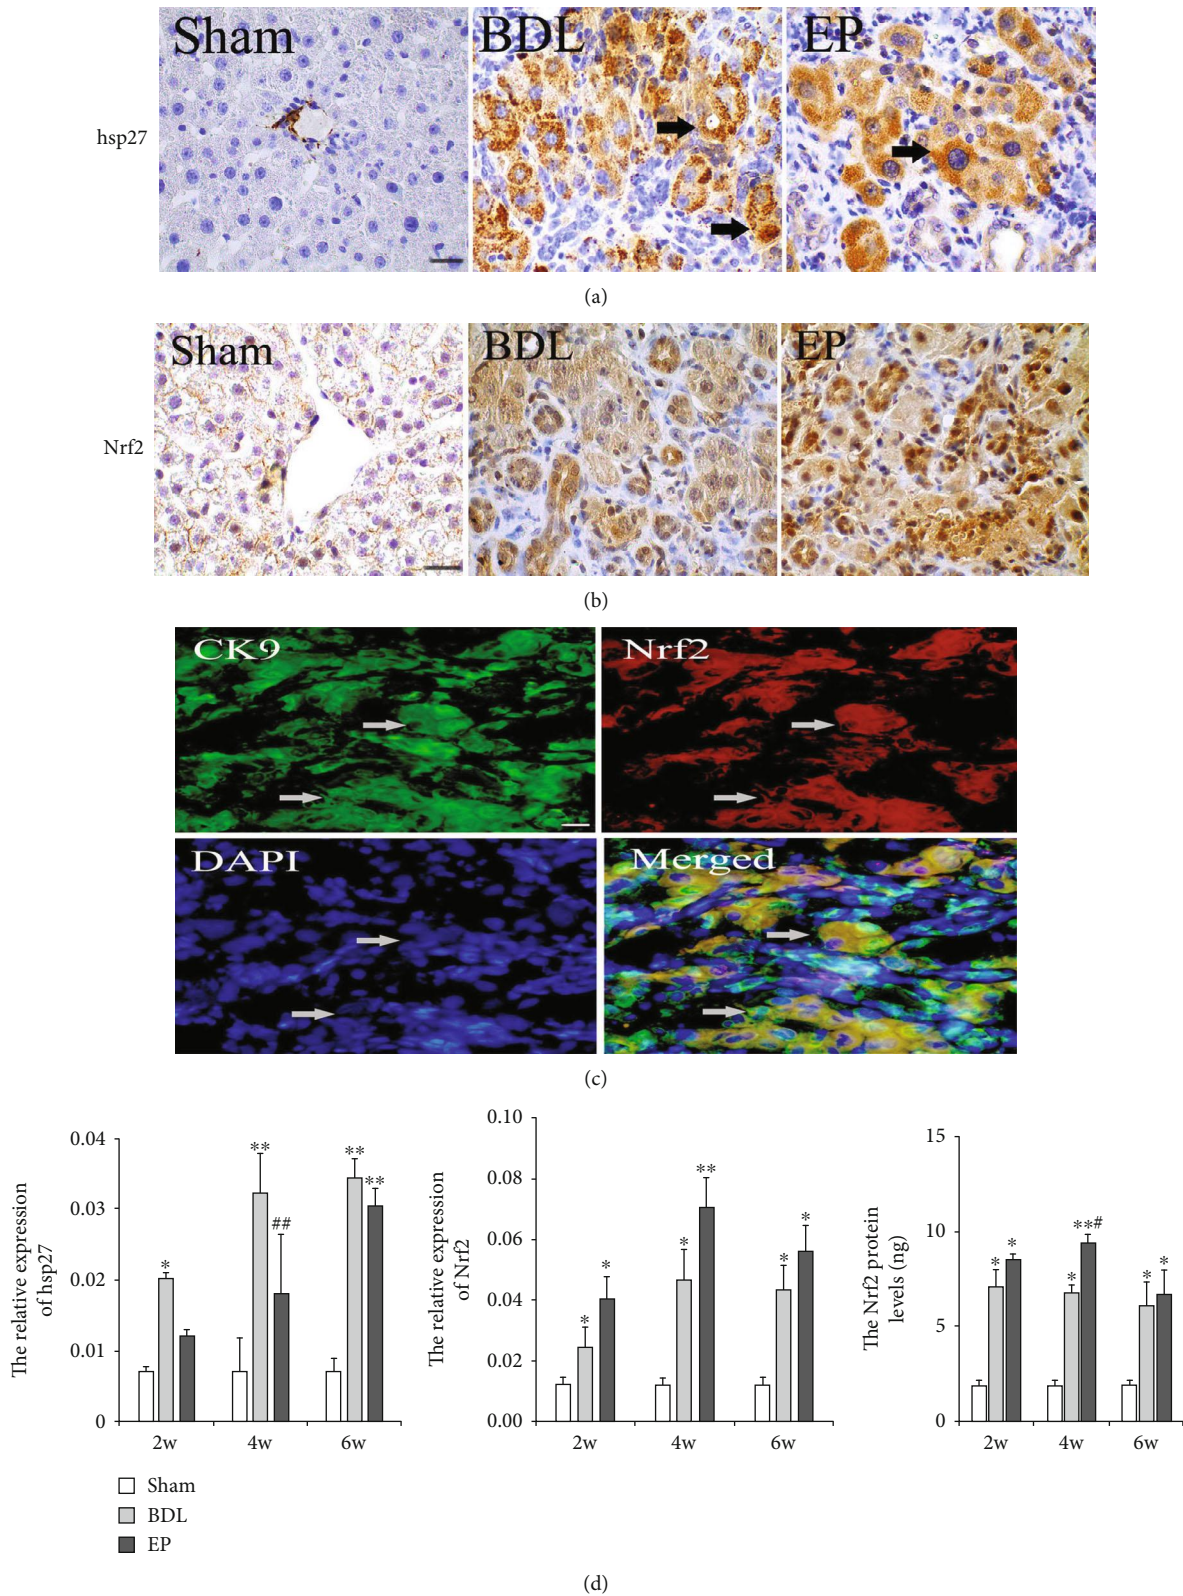 Sham BDL EP
hsp27
(a)
Sham BDL EP
Nrf2
(b)
CK9 Nrf2
DAPI Merged
(c)
The relative expression
of hsp27
0.04
0.03
0.02
0.01
0
* ** ## ** **
2w 4w 6w
The relative expression
of Nrf2
0.10
0.08
0.06
0.04
0.02
0.00
* * * ** * *
2w 4w 6w
The Nrf2 protein
levels (ng)
15
10
5
0
* * * **# * *
2w 4w 6w
Sham
BDL
EP
(d)